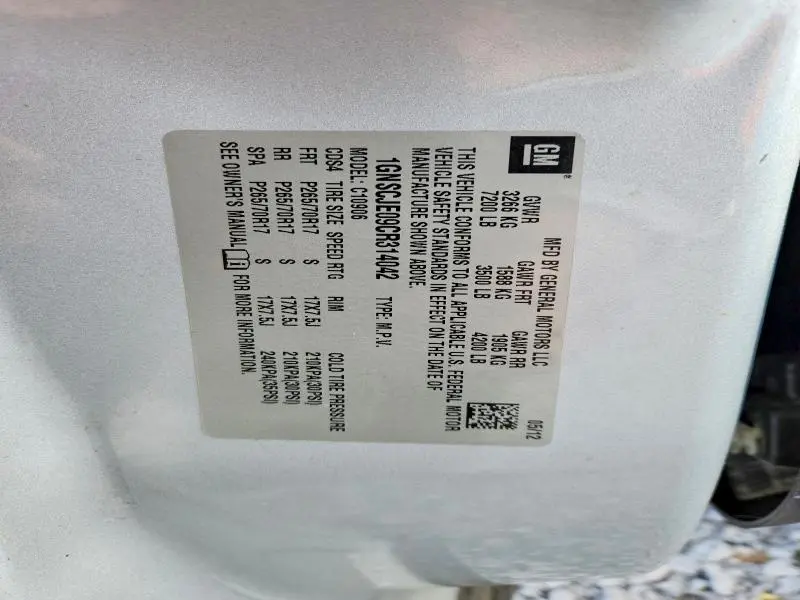 GM®
MFD BY GENERAL MOTORS LLC 05/12
GVWR GAWR FRT GAWR RR
3266 KG 1588 KG 1905 KG
7200 LB 3500 LB 4200 LB
THIS VEHICLE CONFORMS TO ALL APPLICABLE U.S. FEDERAL MOTOR
VEHICLE SAFETY STANDARDS IN EFFECT ON THE DATE OF
MANUFACTURE SHOWN ABOVE.
1GNSCJE09CR314042 TYPE: M.P.V.
MODEL: C10906
CDS4 TIRE SIZE SPEED RTG RIM COLD TIRE PRESSURE
FRT P265/70R17 S 17X7.5J 210KPA(30PSI)
RR P265/70R17 S 17X7.5J 210KPA(30PSI)
SPA P265/70R17 S 17X7.5J 240KPA(35PSI)
SEE OWNER'S MANUAL FOR MORE INFORMATION.